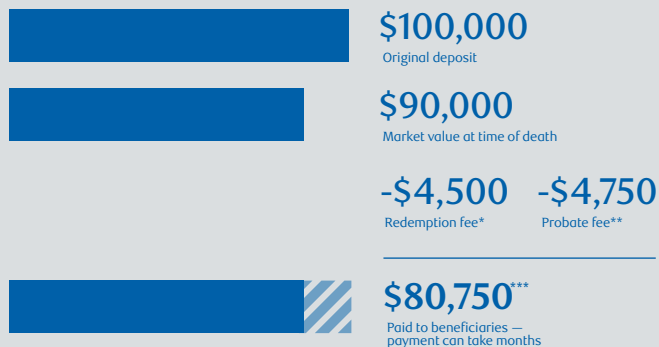 $100,000
Original deposit
$90,000
Market value at time of death
-$4,500 -$4,750
Redemption fee* Probate fee**
$80,750***
Paid to beneficiaries —
payment can take months